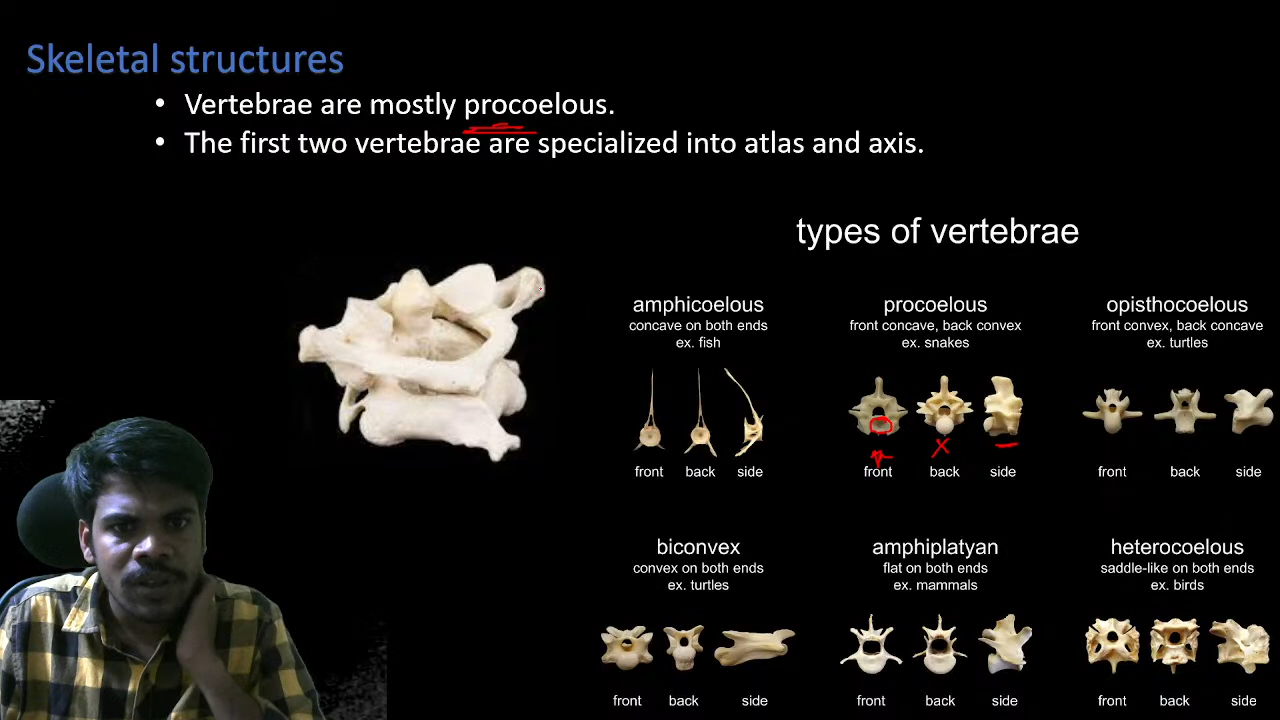 Skeletal structures
• Vertebrae are mostly procoelous.
• The first two vertebrae are specialized into atlas and axis.
types of vertebrae
amphicoelous
concave on both ends
ex. fish
front back side
procoelous
front concave, back convex
ex. snakes
front back side
opisthocoelous
front convex, back concave
ex. turtles
front back side
biconvex
convex on both ends
ex. turtles
front back side
amphiplatyan
flat on both ends
ex. mammals
front back side
heterocoelous
saddle-like on both ends
ex. birds
front back side